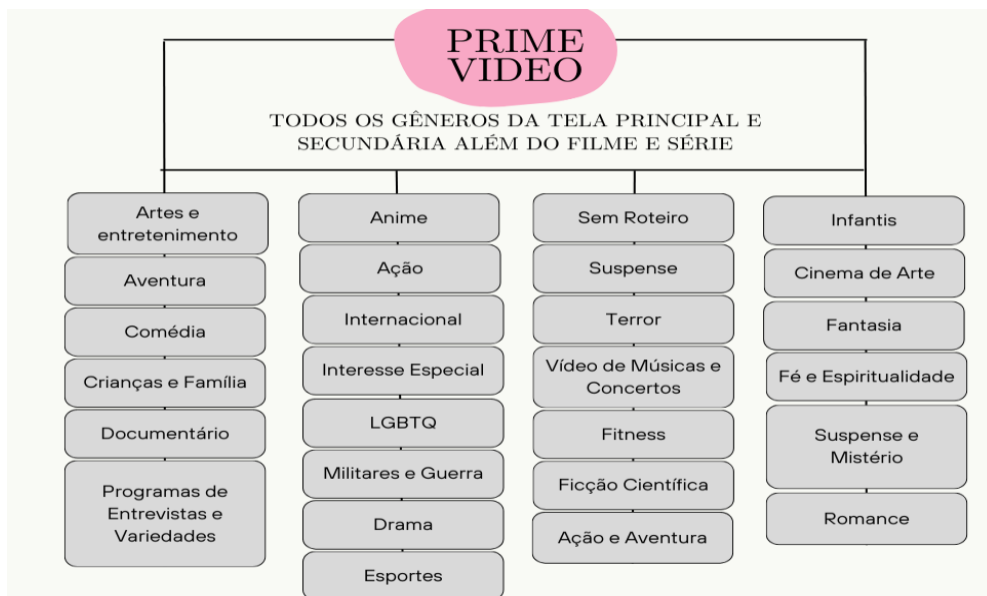 PRIME
VIDEO
TODOS OS GÊNEROS DA TELA PRINCIPAL E
SECUNDÁRIA ALÉM DO FILME E SÉRIE
Artes e
entretenimento
Aventura
Comédia
Crianças e Família
Documentário
Programas de
Entrevistas e
Variedades
Anime
Ação
Internacional
Interesse Especial
LGBTQ
Militares e Guerra
Drama
Esportes
Sem Roteiro
Suspense
Terror
Vídeo de Músicas e
Concertos
Fitness
Ficção Científica
Ação e Aventura
Infantis
Cinema de Arte
Fantasia
Fé e Espiritualidade
Suspense e
Mistério
Romance